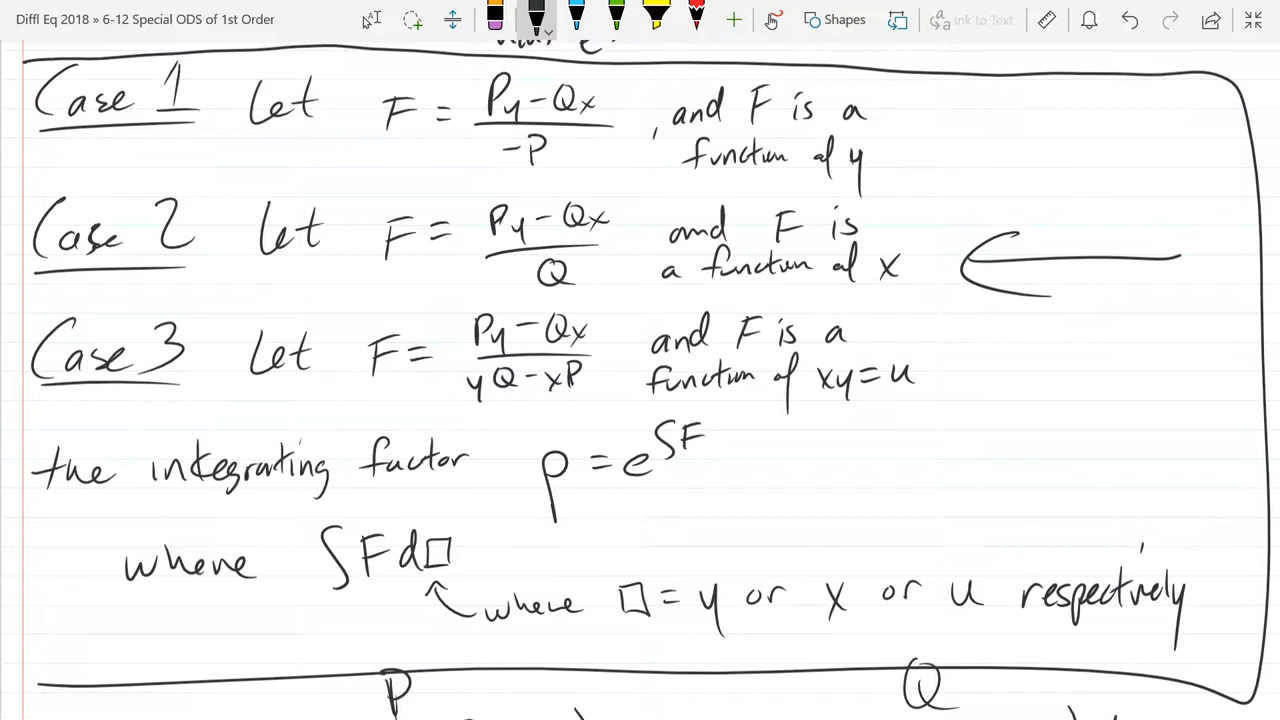 Diffl Eq 2018 » 6-12 Special ODS of 1st Order
Shapes
Ink to Text
Case 1 Let F = Py-Qx / -P , and F is a
function of y
Case 2 Let F = Py-Qx / Q and F is
a function of x
Case 3 Let F = Py-Qx / yQ-xP and F is a
function of xy=u
the integrating factor ρ = e^∫F
where ∫F d□
where □ = y or x or u respectively
P Q